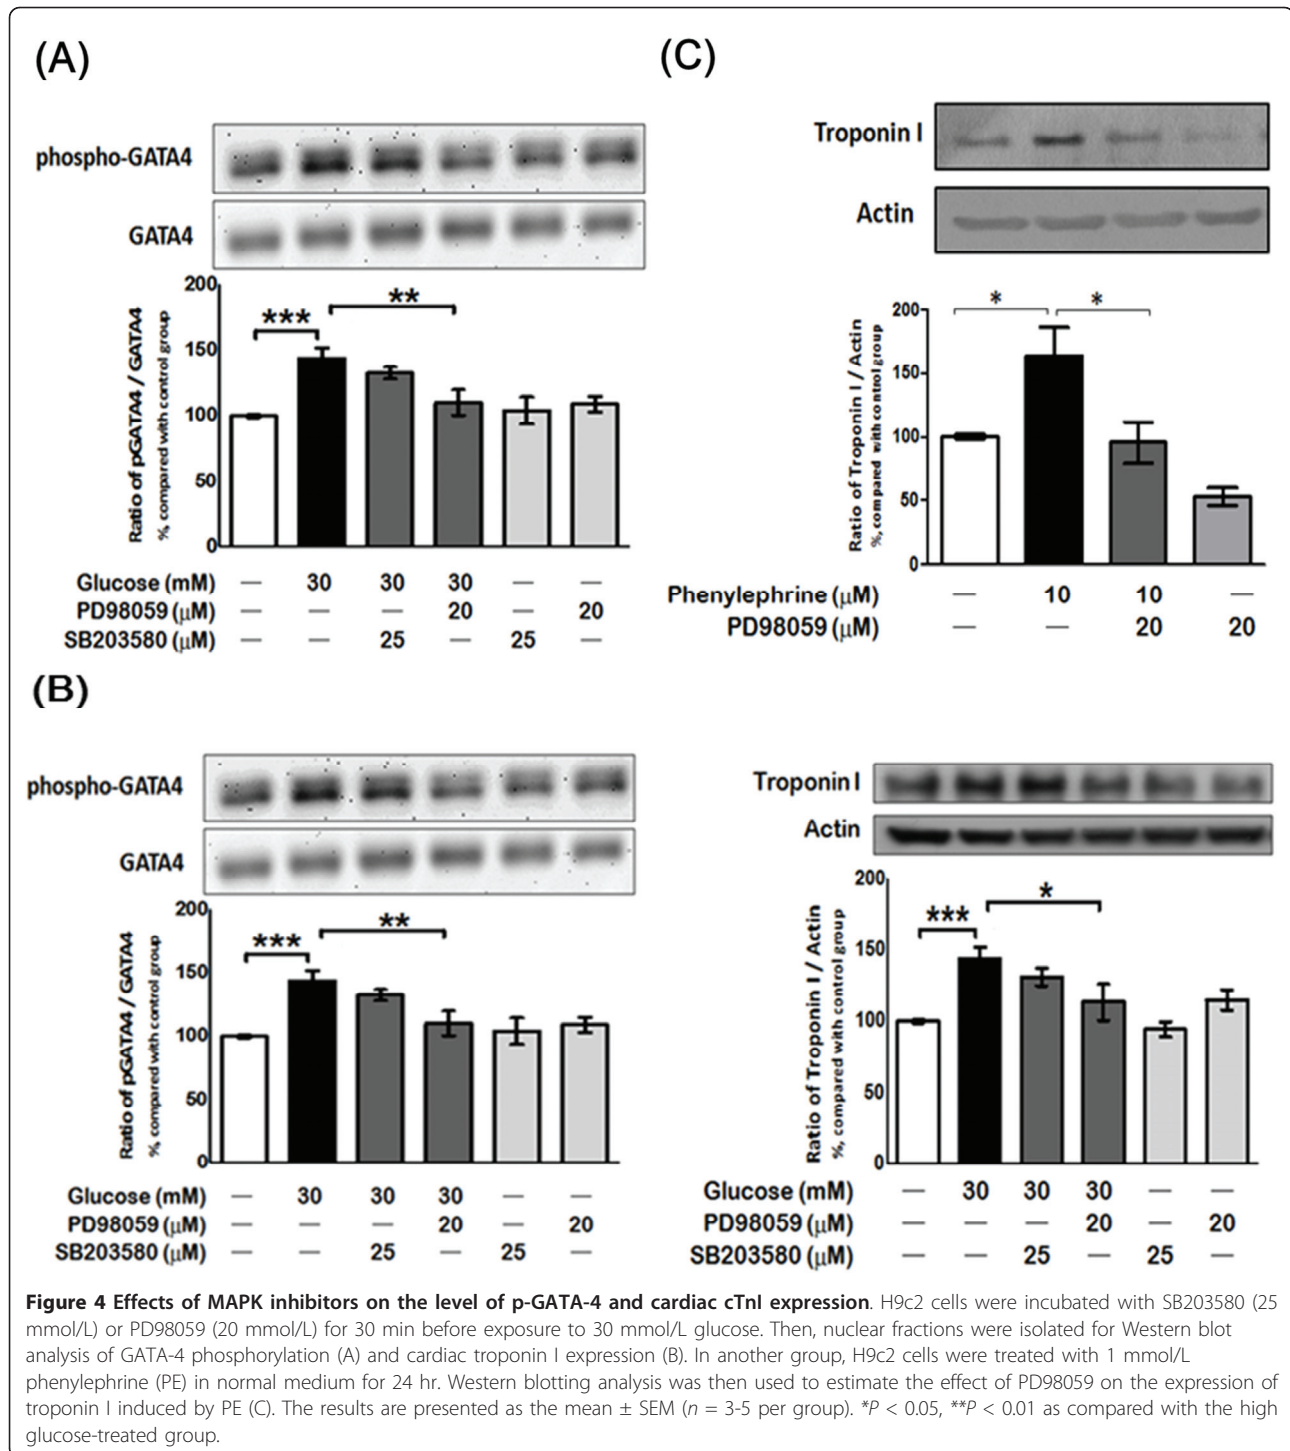 (A)
phospho-GATA4
GATA4
Ratio of pGATA4 / GATA4
%, compared with control group
200
150
100
50
0
*** **
Glucose (mM) — 30 30 30 — —
PD98059 (μM) — — — 20 — 20
SB203580 (μM) — — 25 — 25 —
(C)
Troponin I
Actin
Ratio of Troponin I / Actin
%, compared with control group
200
150
100
50
0
* *
Phenylephrine (μM) — 10 10 —
PD98059 (μM) — — 20 20
(B)
phospho-GATA4
GATA4
Ratio of pGATA4 / GATA4
%, compared with control group
200
150
100
50
0
*** **
Glucose (mM) — 30 30 30 — —
PD98059 (μM) — — — 20 — 20
SB203580 (μM) — — 25 — 25 —
Troponin I
Actin
Ratio of Troponin I / Actin
%, compared with control group
200
150
100
50
0
*** *
Glucose (mM) — 30 30 30 — —
PD98059 (μM) — — — 20 — 20
SB203580 (μM) — — 25 — 25 —
Figure 4 Effects of MAPK inhibitors on the level of p-GATA-4 and cardiac cTnI expression. H9c2 cells were incubated with SB203580 (25
mmol/L) or PD98059 (20 mmol/L) for 30 min before exposure to 30 mmol/L glucose. Then, nuclear fractions were isolated for Western blot
analysis of GATA-4 phosphorylation (A) and cardiac troponin I expression (B). In another group, H9c2 cells were treated with 1 mmol/L
phenylephrine (PE) in normal medium for 24 hr. Western blotting analysis was then used to estimate the effect of PD98059 on the expression of
troponin I induced by PE (C). The results are presented as the mean ± SEM (n = 3-5 per group). *P < 0.05, **P < 0.01 as compared with the high
glucose-treated group.